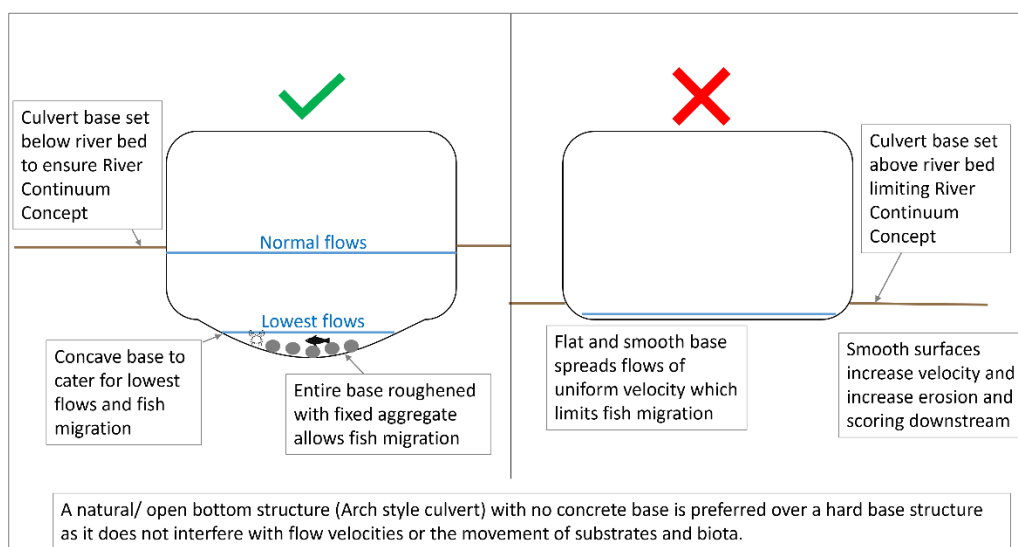 Culvert base set
below river bed
to ensure River
Continuum
Concept
Normal flows
Lowest flows
Concave base to
cater for lowest
flows and fish
migration
Entire base roughened
with fixed aggregate
allows fish migration
Culvert base set
above river bed
limiting River
Continuum
Concept
Flat and smooth base
spreads flows of
uniform velocity which
limits fish migration
Smooth surfaces
increase velocity and
increase erosion and
scoring downstream
A natural/ open bottom structure (Arch style culvert) with no concrete base is preferred over a hard base structure
as it does not interfere with flow velocities or the movement of substrates and biota.